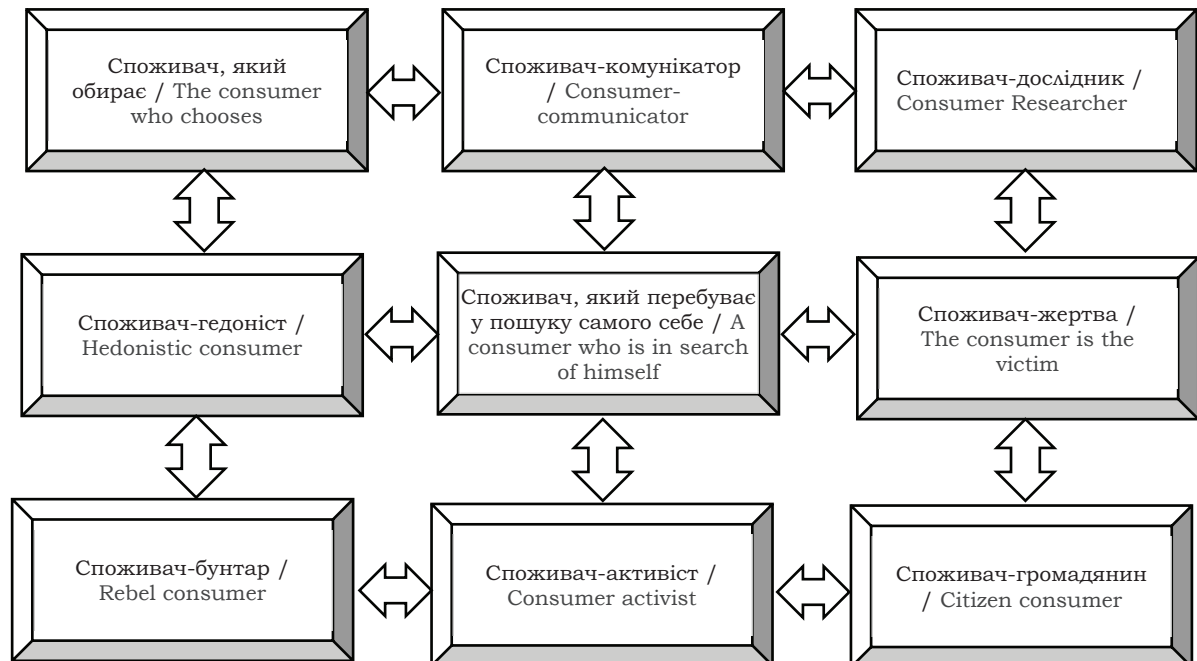 Споживач, який
обирає / The consumer
who chooses
Споживач-комунікатор
/ Consumer-
communicator
Споживач-дослідник /
Consumer Researcher
Споживач-гедоніст /
Hedonistic consumer
Споживач, який перебуває
у пошуку самого себе / A
consumer who is in search
of himself
Споживач-жертва /
The consumer is the
victim
Споживач-бунтар /
Rebel consumer
Споживач-активіст /
Consumer activist
Споживач-громадянин
/ Citizen consumer